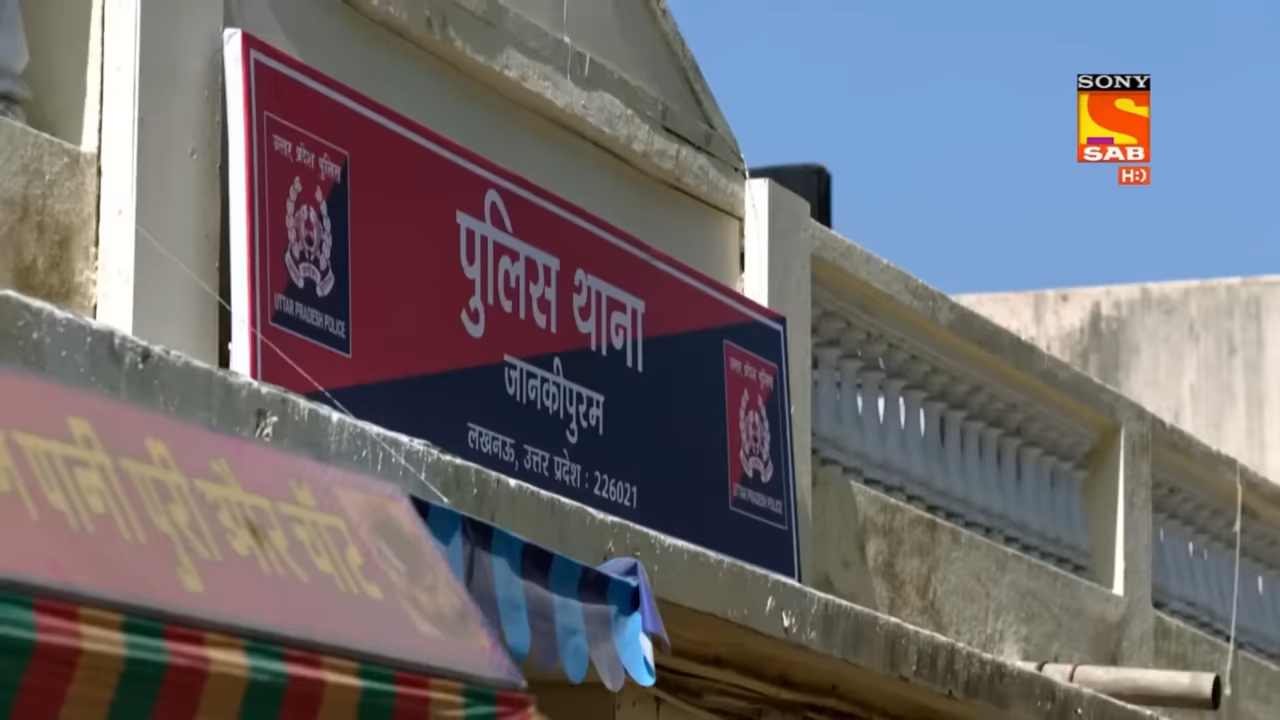 SONY
SAB
HD
उत्तर प्रदेश पुलिस
UTTAR PRADESH POLICE
पुलिस थाना
जानकीपुरम
लखनऊ, उत्तर प्रदेश : 226021
उत्तर प्रदेश पुलिस
UTTAR PRADESH POLICE
पानी पूरी और चाँट